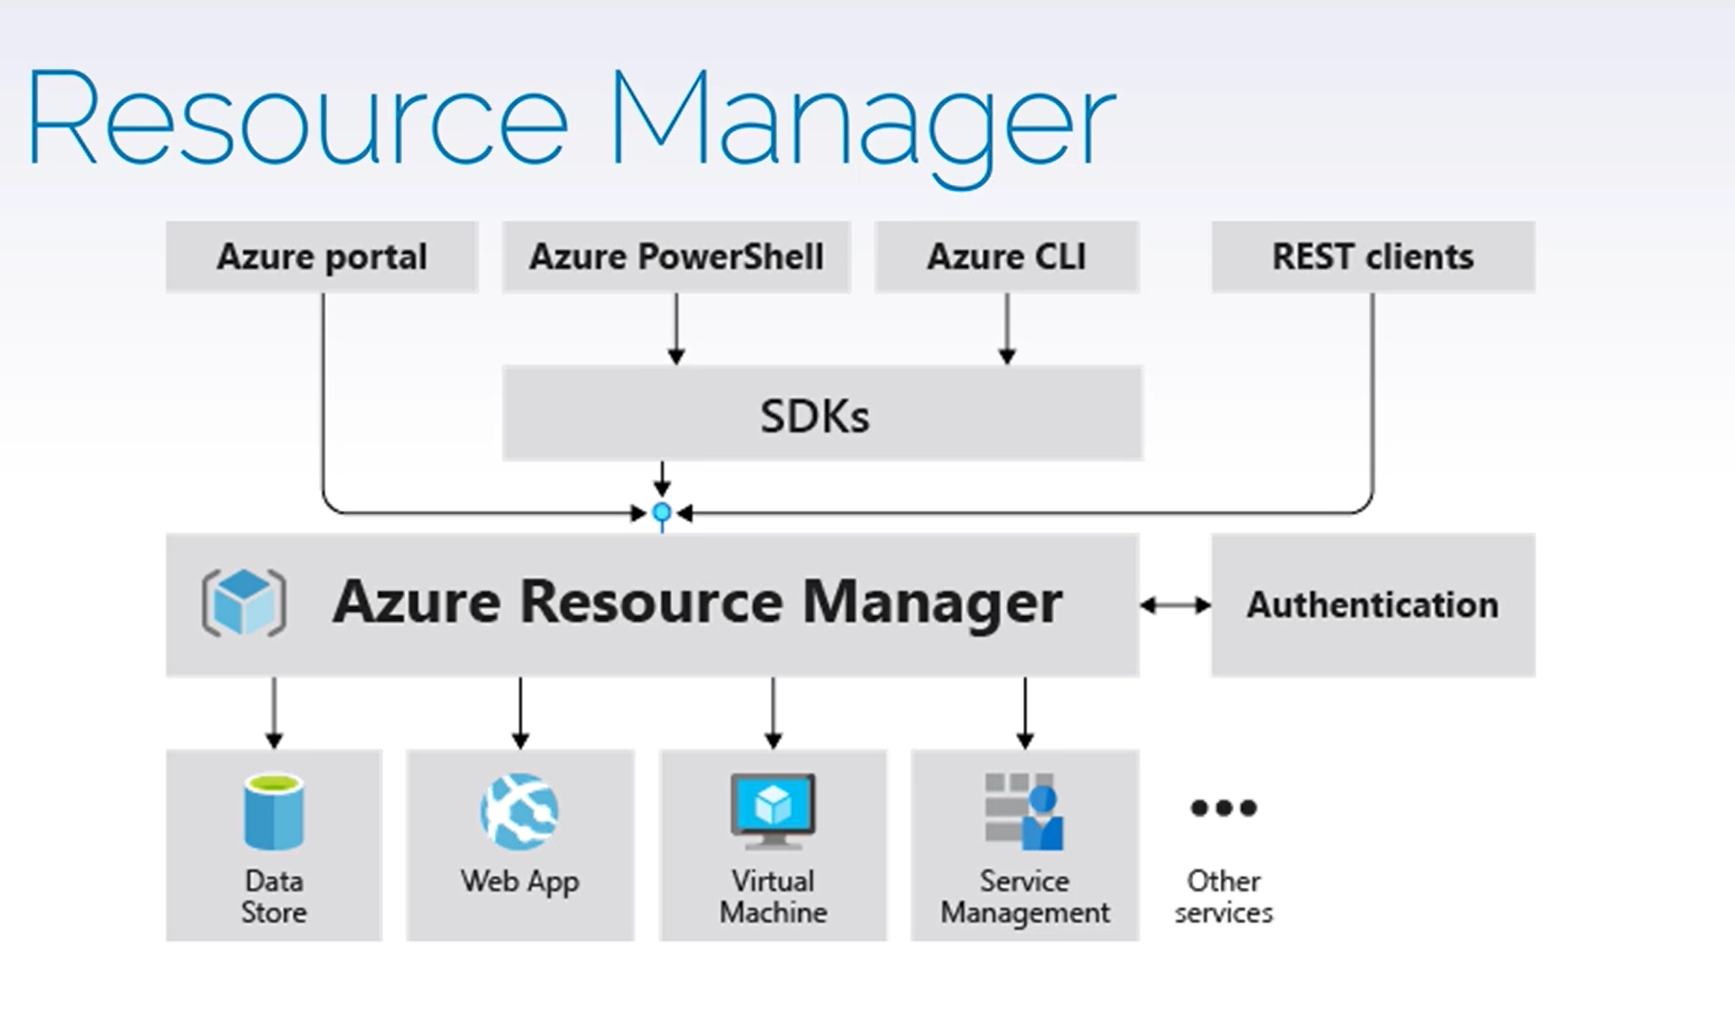 Resource Manager
Azure portal
Azure PowerShell
Azure CLI
REST clients
SDKs
Azure Resource Manager
Authentication
Data
Store
Web App
Virtual
Machine
Service
Management
Other
services